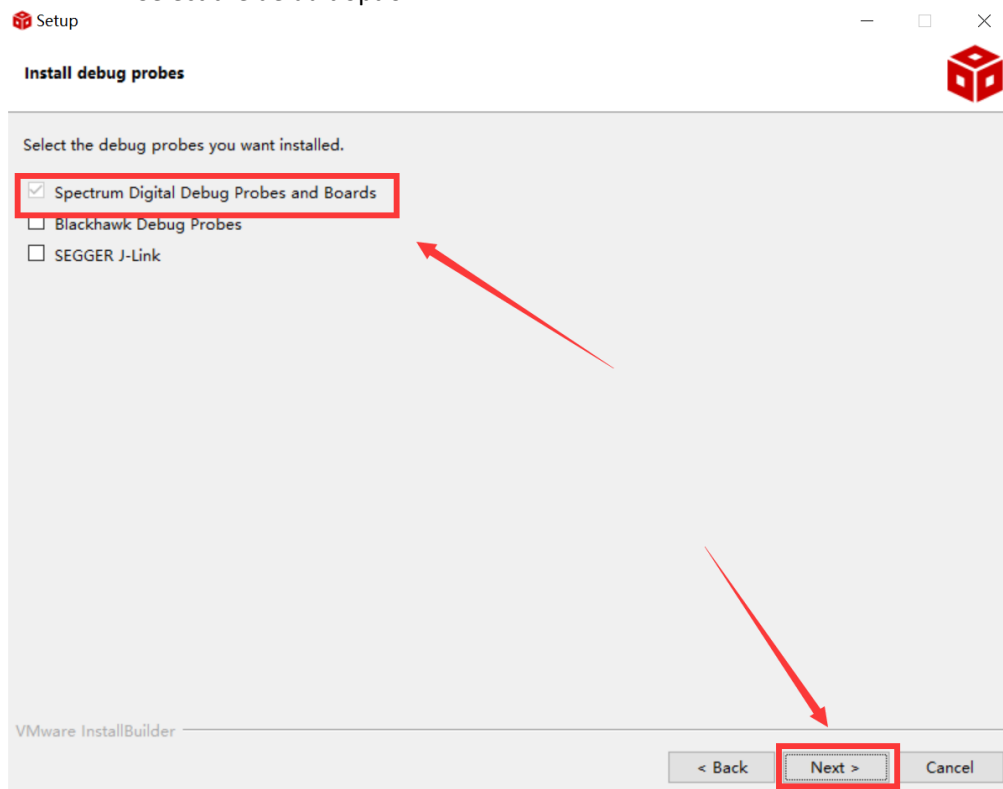 Setup
Install debug probes
Select the debug probes you want installed.
Spectrum Digital Debug Probes and Boards
Blackhawk Debug Probes
SEGGER J-Link
VMware InstallBuilder
< Back
Next >
Cancel